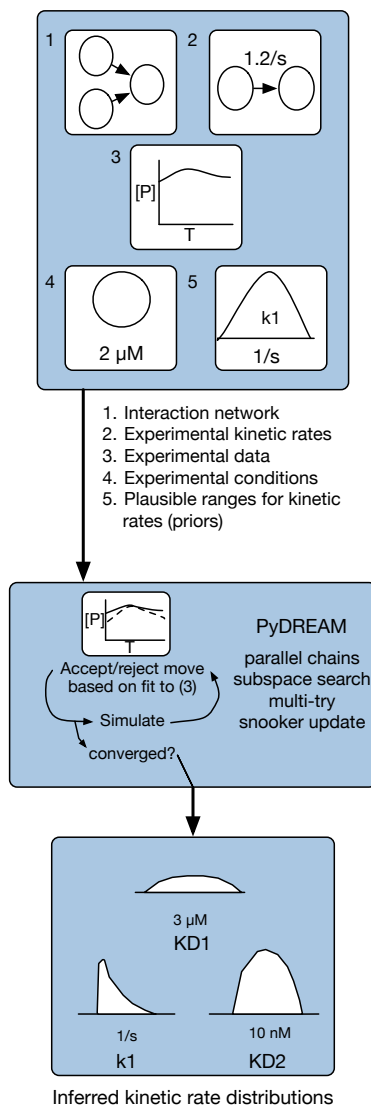 1
2
1.2/s
3
[P]
T
4
5
2 μM
k1
1/s
1. Interaction network
2. Experimental kinetic rates
3. Experimental data
4. Experimental conditions
5. Plausible ranges for kinetic
rates (priors)
[P]
T
Accept/reject move
based on fit to (3)
Simulate
converged?
PyDREAM
parallel chains
subspace search
multi-try
snooker update
3 μM
KD1
1/s
k1
10 nM
KD2
Inferred kinetic rate distributions